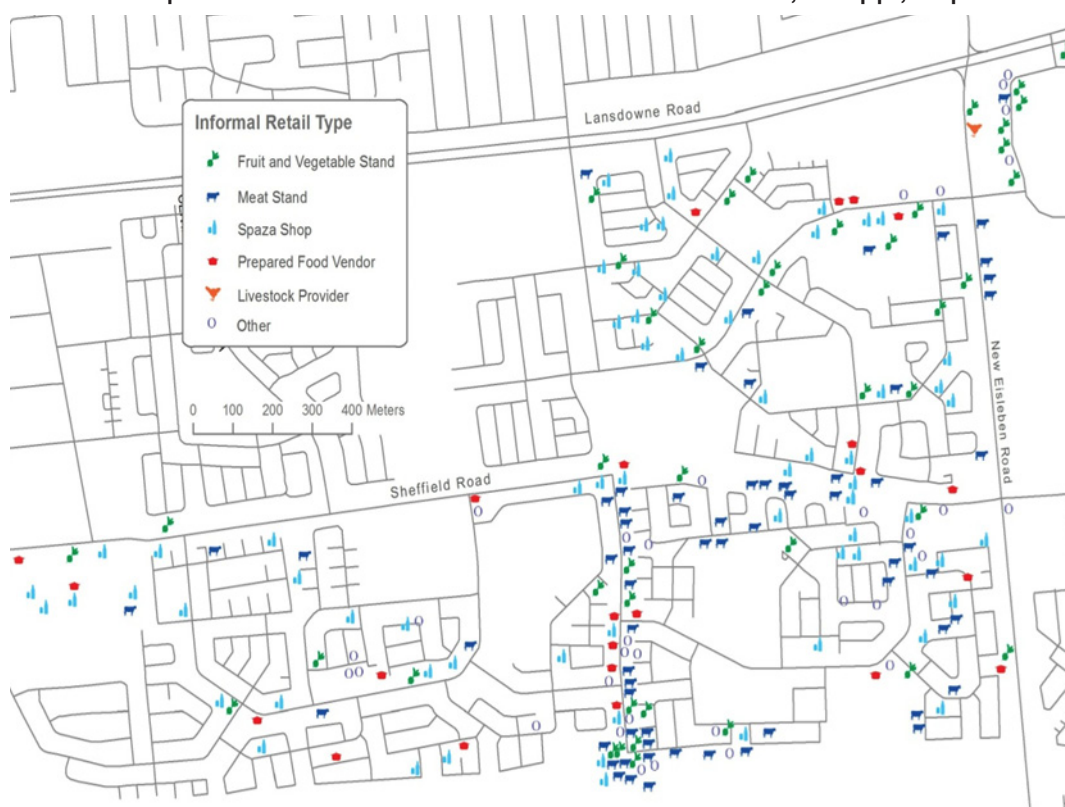 Lansdowne Road
Informal Retail Type
Fruit and Vegetable Stand
Meat Stand
Spaza Shop
Prepared Food Vendor
Livestock Provider
Other
0 100 200 300 400 Meters
New Eisleben Road
Sheffield Road